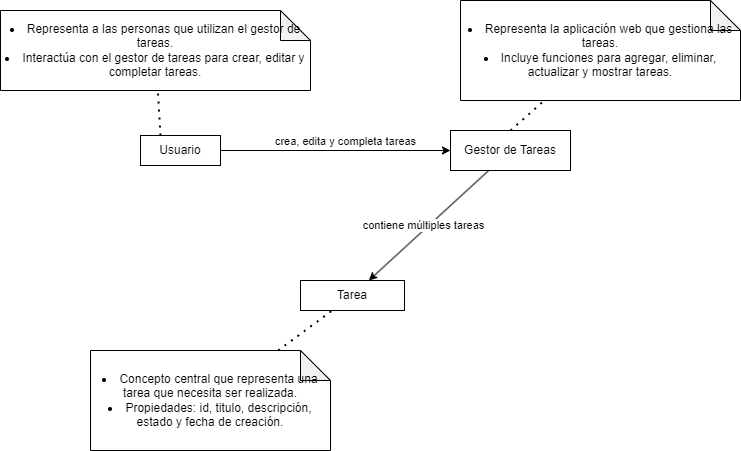 • Representa a las personas que utilizan el gestor de
tareas.
• Interactúa con el gestor de tareas para crear, editar y
completar tareas.
• Representa la aplicación web que gestiona las
tareas.
• Incluye funciones para agregar, eliminar,
actualizar y mostrar tareas.
Usuario
crea, edita y completa tareas
Gestor de Tareas
contiene múltiples tareas
Tarea
• Concepto central que representa una
tarea que necesita ser realizada.
• Propiedades: id, titulo, descripción,
estado y fecha de creación.